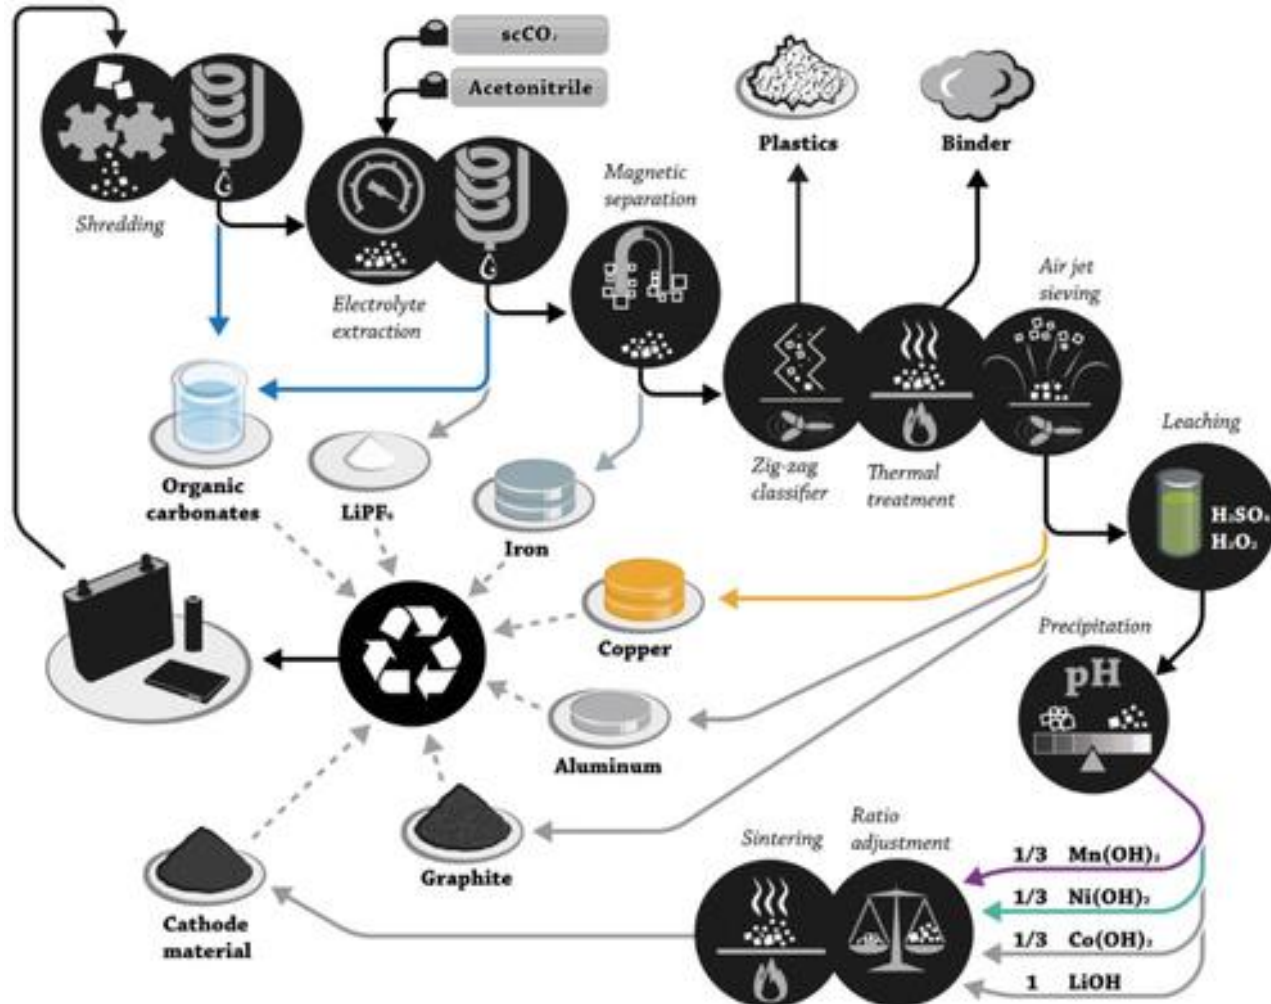 scCO₂
Acetonitrile
Shredding
Electrolyte
extraction
Magnetic
separation
Plastics
Binder
Air jet
sieving
Zig-zag
classifier
Thermal
treatment
Leaching
H₂SO₄
H₂O₂
Organic
carbonates
LiPF₆
Iron
Copper
Precipitation
pH
Aluminum
Graphite
Cathode
material
Sintering
Ratio
adjustment
1/3 Mn(OH)₂
1/3 Ni(OH)₂
1/3 Co(OH)₂
1 LiOH